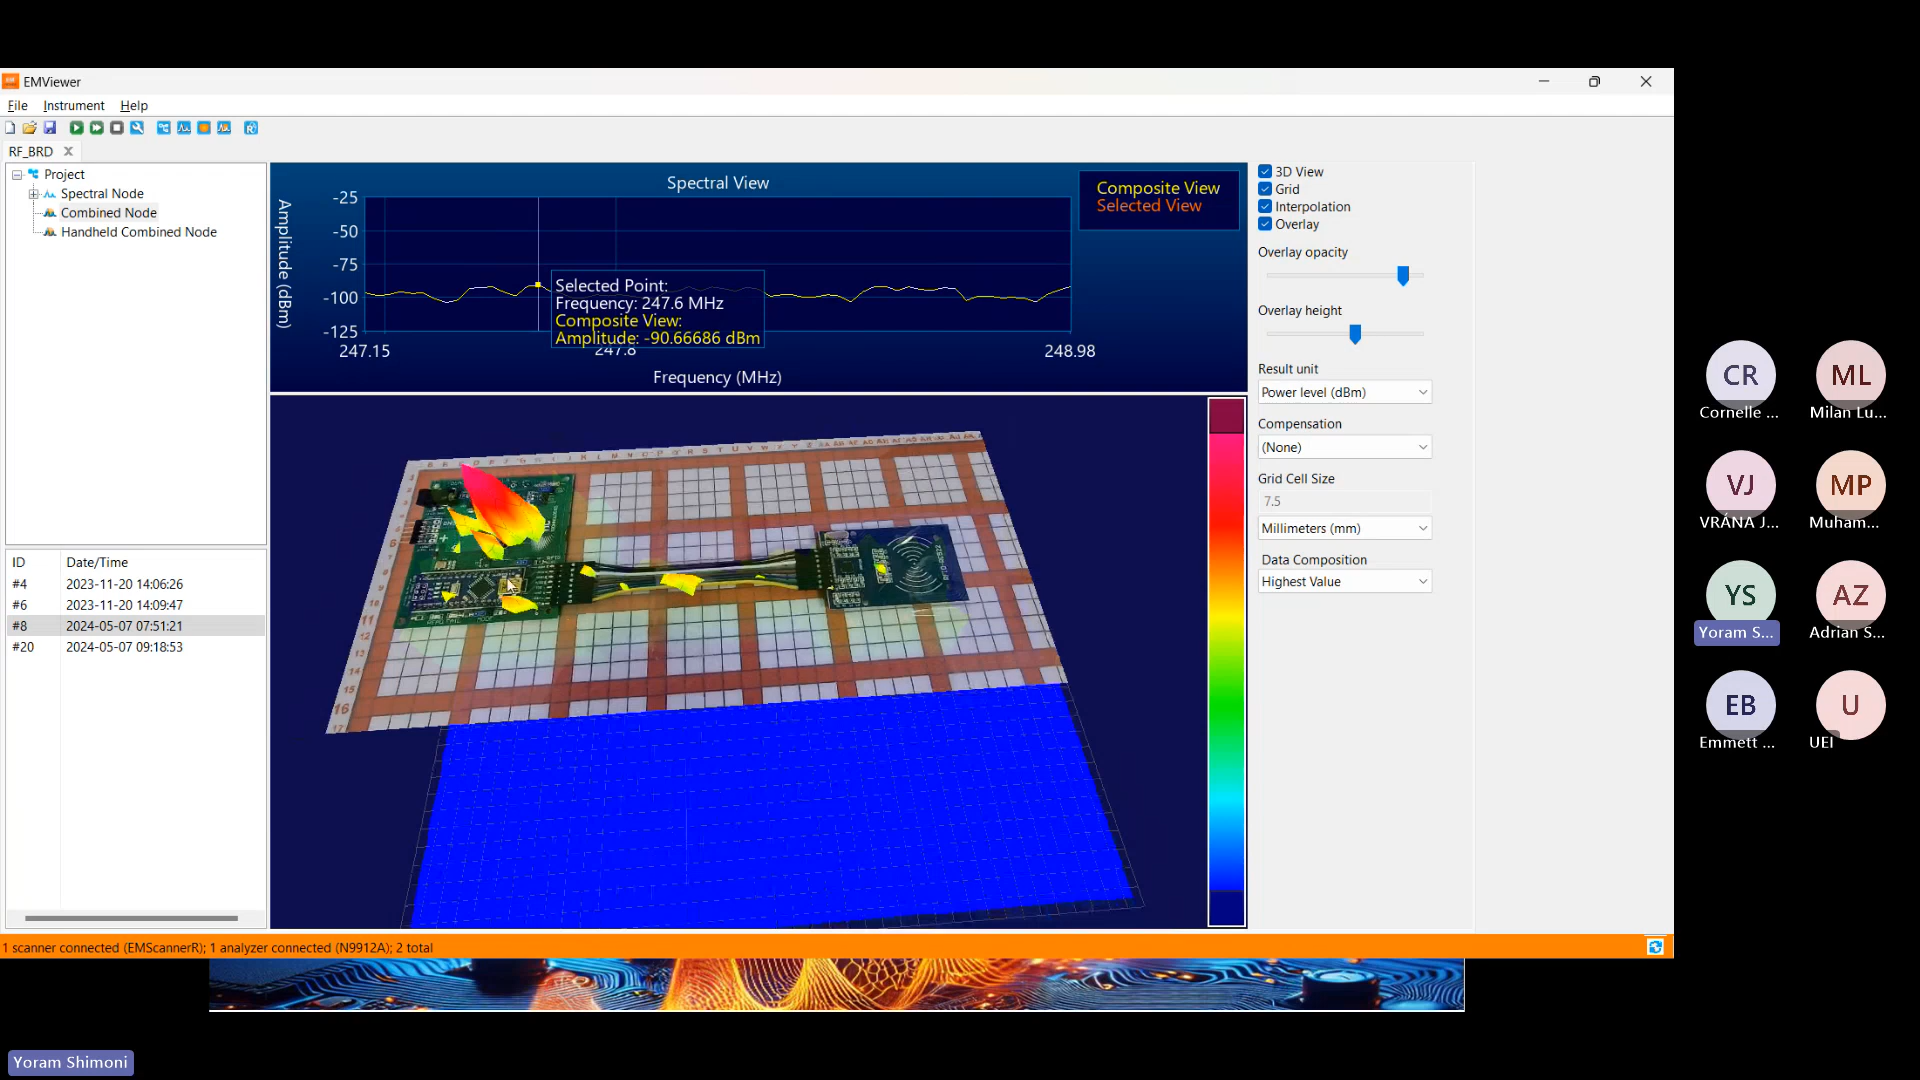 EMViewer
File Instrument Help
RF_BRD
Project
Spectral Node
Combined Node
Handheld Combined Node
ID Date/Time
#4 2023-11-20 14:06:26
#6 2023-11-20 14:09:47
#8 2024-05-07 07:51:21
#20 2024-05-07 09:18:53
Spectral View
Amplitude (dBm)
-25
-50
-75
-100
-125
247.15 247.8 248.98
Frequency (MHz)
Selected Point:
Frequency: 247.6 MHz
Composite View:
Amplitude: -90.66686 dBm
Composite View
Selected View
3D View
Grid
Interpolation
Overlay
Overlay opacity
Overlay height
Result unit
Power level (dBm)
Compensation
(None)
Grid Cell Size
7.5
Millimeters (mm)
Data Composition
Highest Value
1 scanner connected (EMScannerR); 1 analyzer connected (N9912A); 2 total
CR
Cornelle ...
ML
Milan Lu...
VJ
VRÁNA J...
MP
Muham...
YS
Yoram S...
AZ
Adrian S...
EB
Emmett ...
U
UEI
Yoram Shimoni